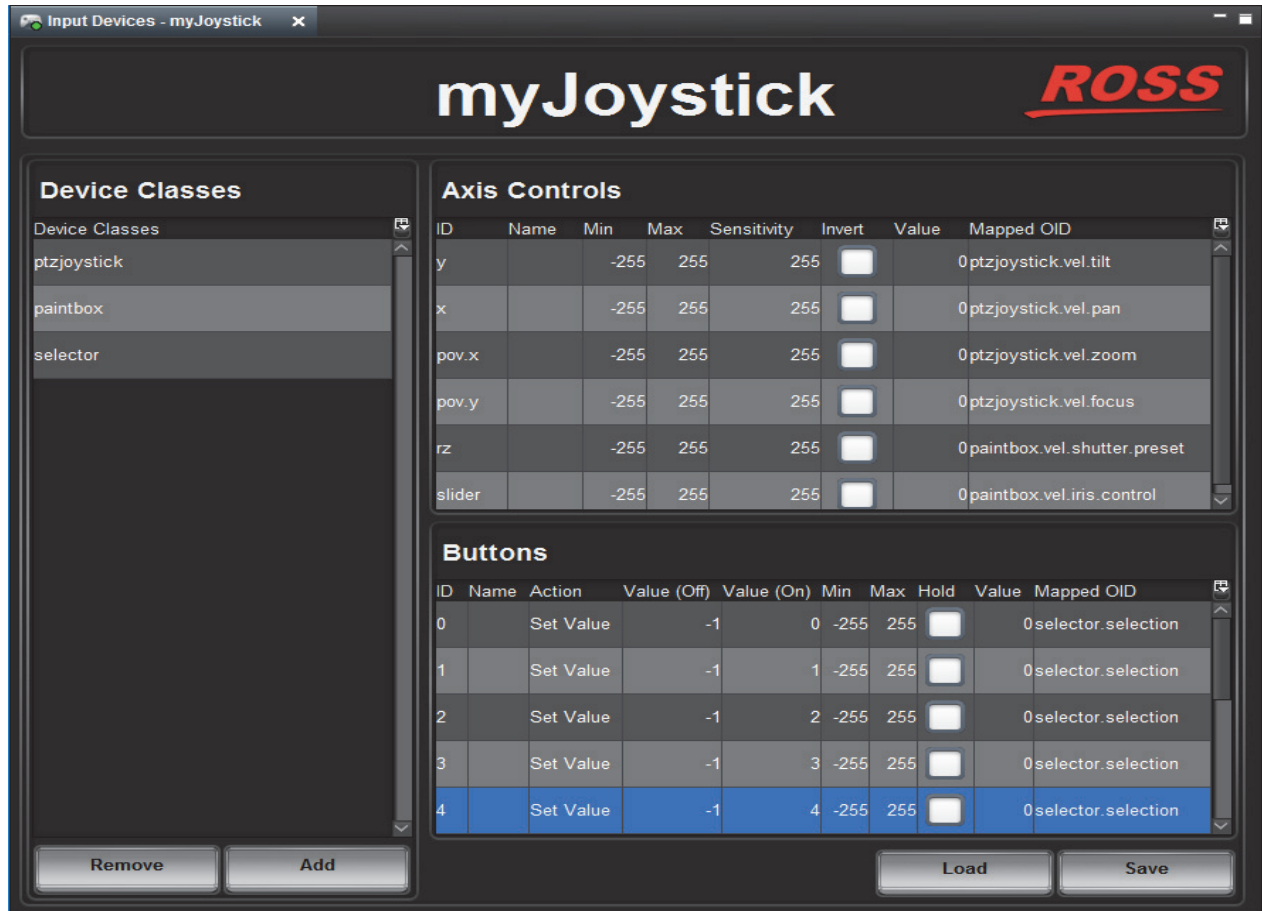 Input Devices - myJoystick
myJoystick
ROSS
Device Classes
Device Classes
ptzjoystick
paintbox
selector
Remove Add
Axis Controls
ID Name Min Max Sensitivity Invert Value Mapped OID
y -255 255 255 0 ptzjoystick.vel.tilt
x -255 255 255 0 ptzjoystick.vel.pan
pov.x -255 255 255 0 ptzjoystick.vel.zoom
pov.y -255 255 255 0 ptzjoystick.vel.focus
rz -255 255 255 0 paintbox.vel.shutter.preset
slider -255 255 255 0 paintbox.vel.iris.control
Buttons
ID Name Action Value (Off) Value (On) Min Max Hold Value Mapped OID
0 Set Value -1 0 -255 255 0 selector.selection
1 Set Value -1 1 -255 255 0 selector.selection
2 Set Value -1 2 -255 255 0 selector.selection
3 Set Value -1 3 -255 255 0 selector.selection
4 Set Value -1 4 -255 255 0 selector.selection
Load Save